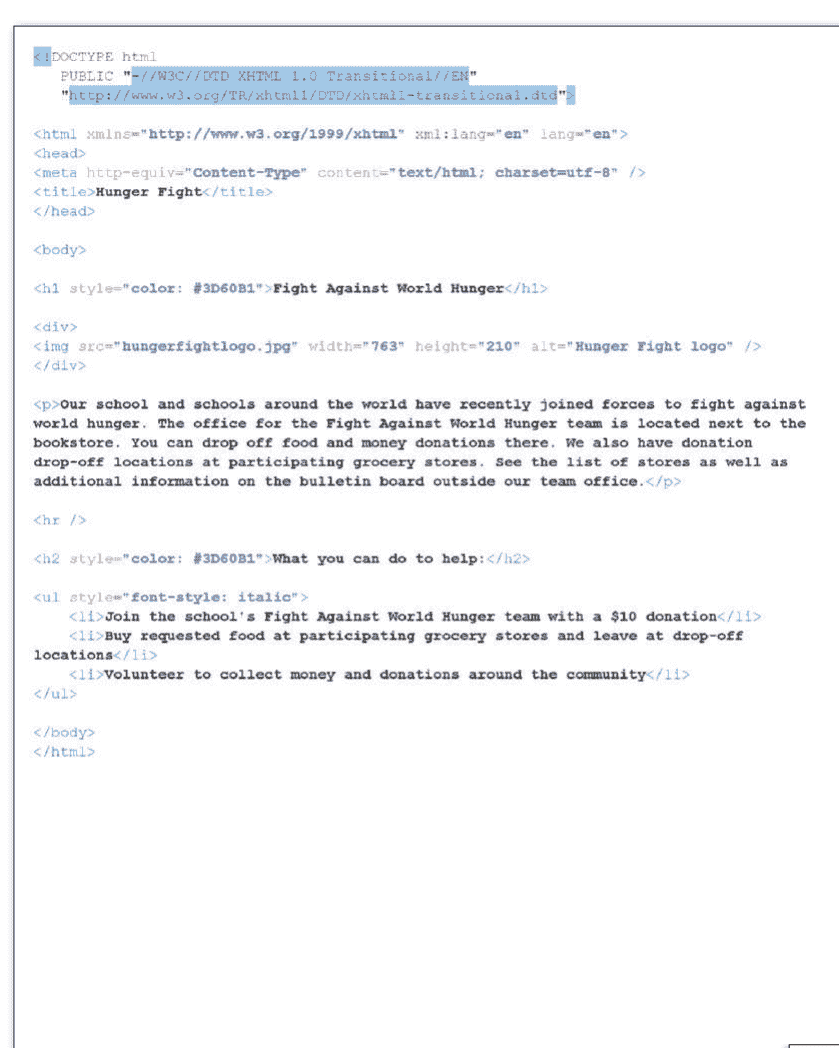 <!DOCTYPE html
PUBLIC "-//W3C//DTD XHTML 1.0 Transitional//EN"
"http://www.w3.org/TR/xhtml1/DTD/xhtml1-transitional.dtd">
<html xmlns="http://www.w3.org/1999/xhtml" xml:lang="en" lang="en">
<head>
<meta http-equiv="Content-Type" content="text/html; charset=utf-8" />
<title>Hunger Fight</title>
</head>
<body>
<h1 style="color: #3D60B1">Fight Against World Hunger</h1>
<div>
<img src="hungerfightlogo.jpg" width="763" height="210" alt="Hunger Fight logo" />
</div>
<p>Our school and schools around the world have recently joined forces to fight against
world hunger. The office for the Fight Against World Hunger team is located next to the
bookstore. You can drop off food and money donations there. We also have donation
drop-off locations at participating grocery stores. See the list of stores as well as
additional information on the bulletin board outside our team office.</p>
<hr />
<h2 style="color: #3D60B1">What you can do to help:</h2>
<ul style="font-style: italic">
<li>Join the school's Fight Against World Hunger team with a $10 donation</li>
<li>Buy requested food at participating grocery stores and leave at drop-off
locations</li>
<li>Volunteer to collect money and donations around the community</li>
</ul>
</body>
</html>